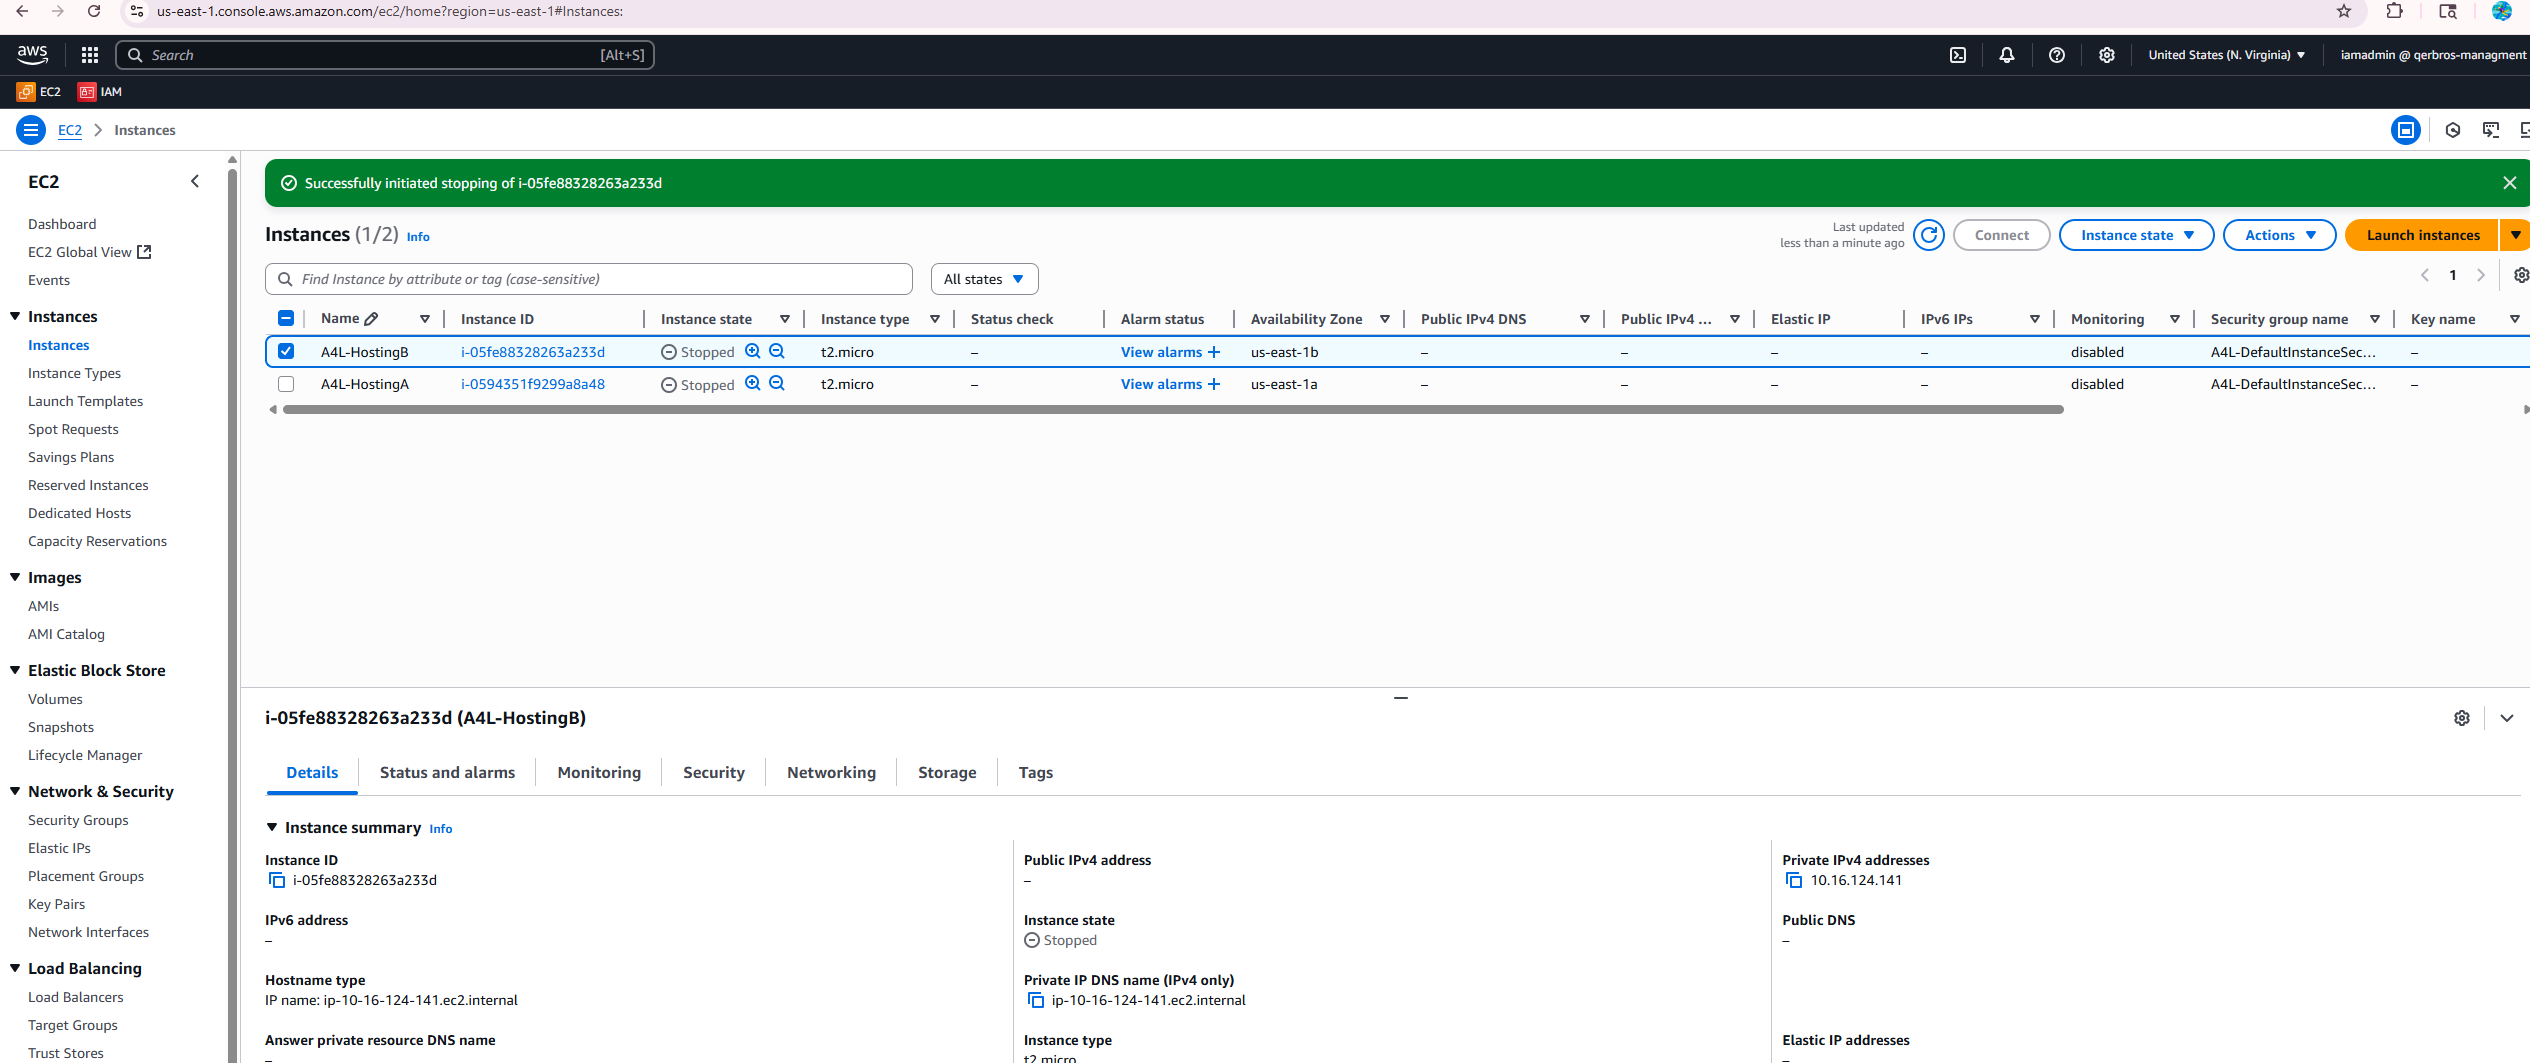 us-east-1.console.aws.amazon.com/ec2/home?region=us-east-1#Instances:
aws
Search
[Alt+S]
United States (N. Virginia)
iamadmin @ qerbros-managment
EC2
IAM
EC2
Instances
EC2
Dashboard
EC2 Global View
Events
Instances
Instances
Instance Types
Launch Templates
Spot Requests
Savings Plans
Reserved Instances
Dedicated Hosts
Capacity Reservations
Images
AMIs
AMI Catalog
Elastic Block Store
Volumes
Snapshots
Lifecycle Manager
Network & Security
Security Groups
Elastic IPs
Placement Groups
Key Pairs
Network Interfaces
Load Balancing
Load Balancers
Target Groups
Trust Stores
Successfully initiated stopping of i-05fe88328263a233d
Instances (1/2) Info
Last updated
less than a minute ago
Connect
Instance state
Actions
Launch instances
Find Instance by attribute or tag (case-sensitive)
All states
1
Name Instance ID Instance state Instance type Status check Alarm status Availability Zone Public IPv4 DNS Public IPv4 ... Elastic IP IPv6 IPs Monitoring Security group name Key name
A4L-HostingB i-05fe88328263a233d Stopped t2.micro – View alarms + us-east-1b – – – – disabled A4L-DefaultInstanceSec... –
A4L-HostingA i-0594351f9299a8a48 Stopped t2.micro – View alarms + us-east-1a – – – – disabled A4L-DefaultInstanceSec... –
i-05fe88328263a233d (A4L-HostingB)
Details
Status and alarms
Monitoring
Security
Networking
Storage
Tags
Instance summary Info
Instance ID
i-05fe88328263a233d
Public IPv4 address
–
Private IPv4 addresses
10.16.124.141
IPv6 address
–
Instance state
Stopped
Public DNS
–
Hostname type
IP name: ip-10-16-124-141.ec2.internal
Private IP DNS name (IPv4 only)
ip-10-16-124-141.ec2.internal
Answer private resource DNS name
–
Instance type
t2.micro
Elastic IP addresses
–